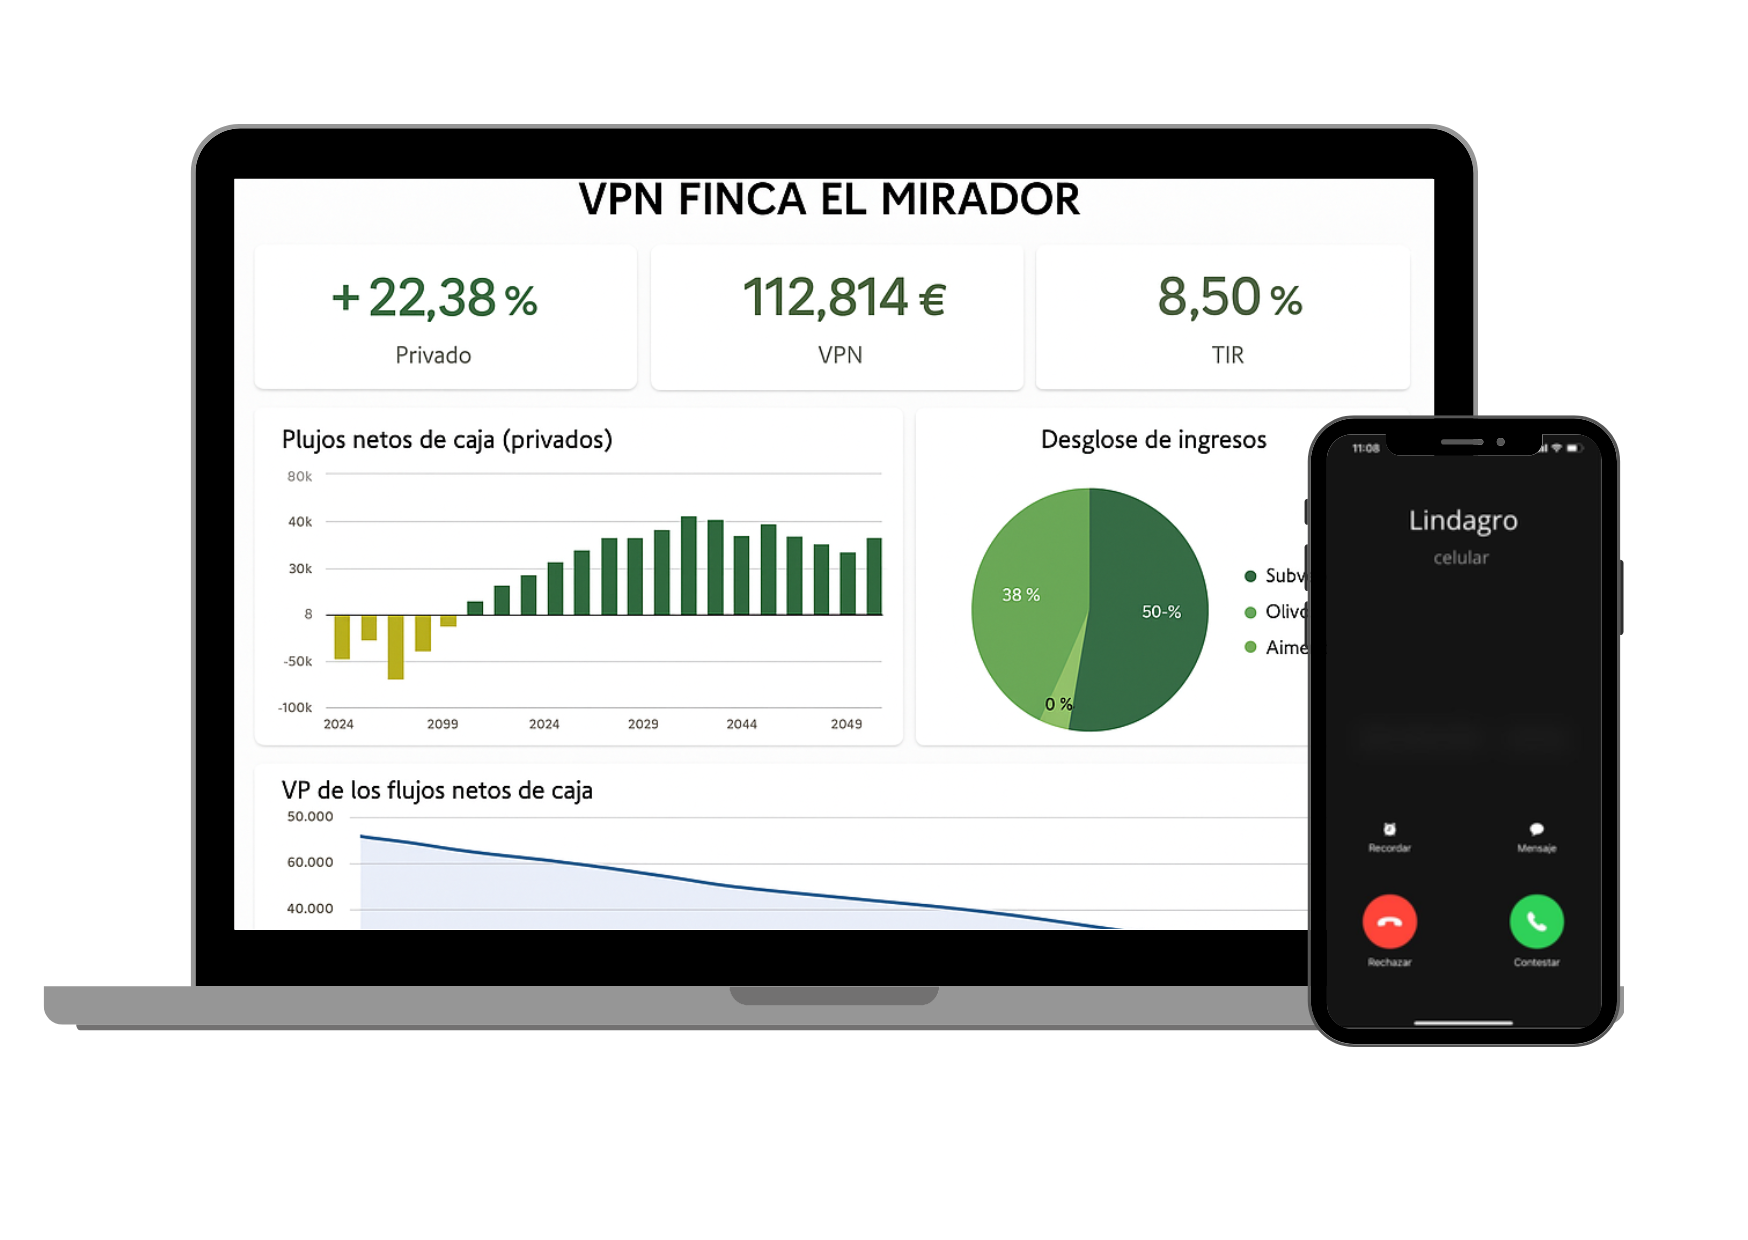 VPN FINCA EL MIRADOR
+22,38 %
Privado
112,814 €
VPN
8,50 %
TIR
Plujos netos de caja (privados)
80k
40k
30k
8
-50k
-100k
2024 2099 2024 2029 2044 2049
Desglose de ingresos
38 %
50-%
0 %
Subv
Olivo
Aime
VP de los flujos netos de caja
50.000
60.000
40.000
11:08
Lindagro
celular
Recordar
Mensaje
Rechazar
Contestar